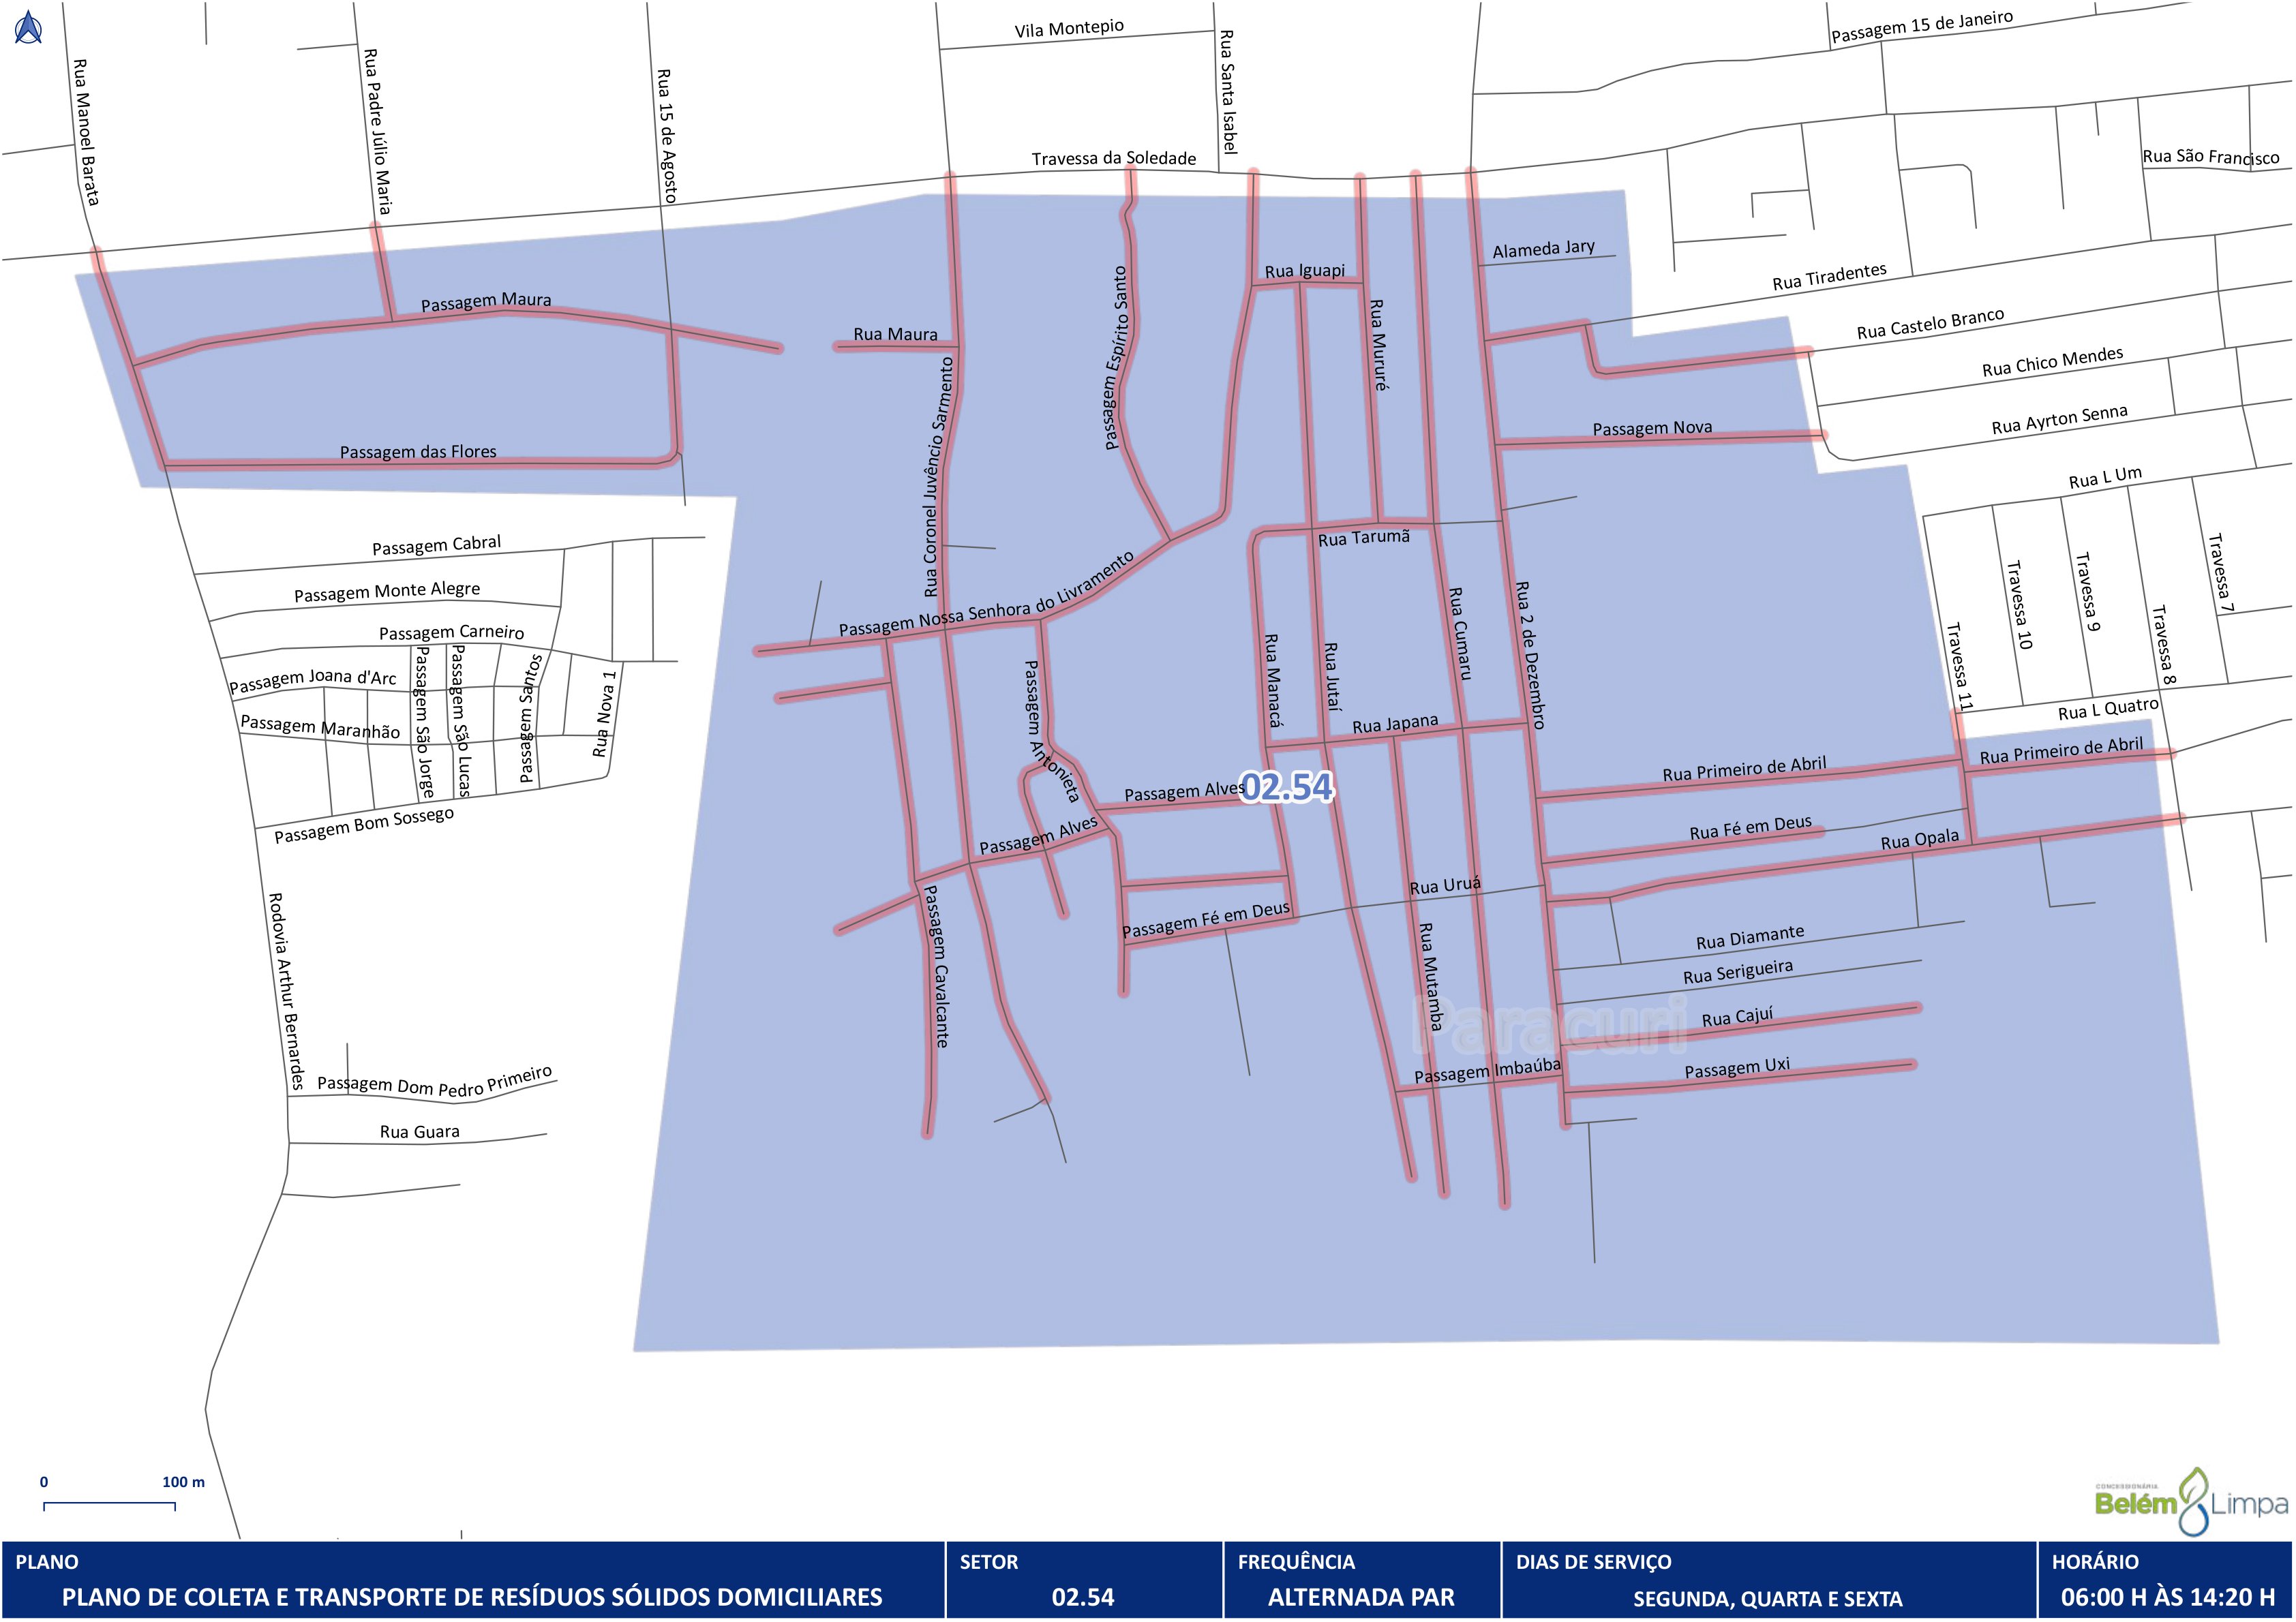 Vila Montepio
Rua Santa Isabel
Passagem 15 de Janeiro
Rua Manoel Barata
Rua Padre Júlio Maria
Rua 15 de Agosto
Travessa da Soledade
Rua São Francisco
Alameda Jary
Rua Tiradentes
Rua Iguapi
Passagem Maura
Rua Maura
Passagem Espírito Santo
Rua Mururé
Rua Castelo Branco
Rua Chico Mendes
Rua Ayrton Senna
Passagem Nova
Passagem das Flores
Rua Coronel Juvêncio Sarmento
Rua L Um
Rua Tarumã
Passagem Cabral
Passagem Monte Alegre
Passagem Carneiro
Passagem Nossa Senhora do Livramento
Travessa 7
Travessa 8
Travessa 9
Travessa 10
Travessa 11
Rua Cumaru
Rua 2 de Dezembro
Rua Manacá
Rua Jutaí
Passagem Joana d'Arc
Passagem Maranhão
Passagem São Jorge
Passagem São Lucas
Passagem Santos
Rua Nova 1
Passagem Antonieta
Rua Japana
Rua L Quatro
Rua Primeiro de Abril
Rua Primeiro de Abril
Passagem Alves
02.54
Passagem Alves
Passagem Bom Sossego
Rua Fé em Deus
Rua Opala
Rua Uruá
Passagem Fé em Deus
Passagem Cavalcante
Rodovia Arthur Bernardes
Rua Mutamba
Rua Diamante
Rua Serigueira
Rua Cajuí
Paracuri
Passagem Imbaúba
Passagem Uxi
Passagem Dom Pedro Primeiro
Rua Guara
0 100 m
CONCESSIONÁRIA
Belém Limpa
PLANO
PLANO DE COLETA E TRANSPORTE DE RESÍDUOS SÓLIDOS DOMICILIARES
SETOR
02.54
FREQUÊNCIA
ALTERNADA PAR
DIAS DE SERVIÇO
SEGUNDA, QUARTA E SEXTA
HORÁRIO
06:00 H ÀS 14:20 H